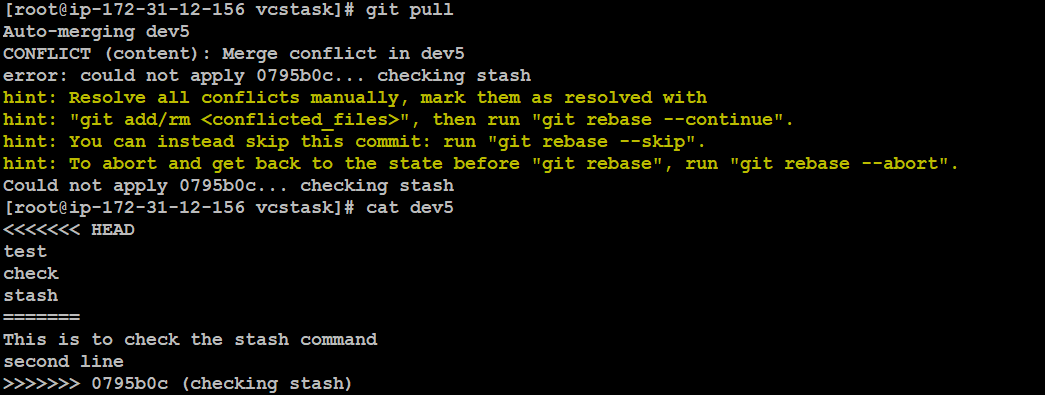 [root@ip-172-31-12-156 vcstask]# git pull
Auto-merging dev5
CONFLICT (content): Merge conflict in dev5
error: could not apply 0795b0c... checking stash
hint: Resolve all conflicts manually, mark them as resolved with
hint: "git add/rm <conflicted_files>", then run "git rebase --continue".
hint: You can instead skip this commit: run "git rebase --skip".
hint: To abort and get back to the state before "git rebase", run "git rebase --abort".
Could not apply 0795b0c... checking stash
[root@ip-172-31-12-156 vcstask]# cat dev5
<<<<<<< HEAD
test
check
stash
=======
This is to check the stash command
second line
>>>>>>> 0795b0c (checking stash)